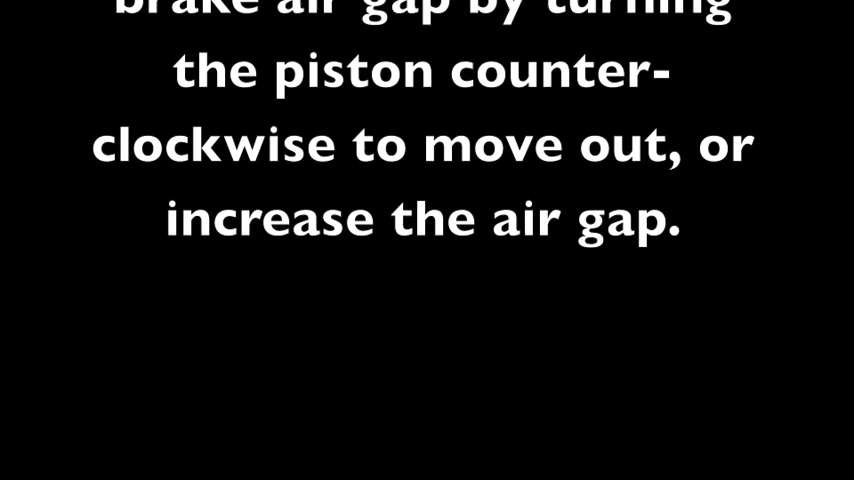 brake air gap by turning
the piston counter-
clockwise to move out, or
increase the air gap.